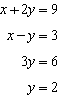 x + 2y = 9
x − y = 3
3y = 6
y = 2